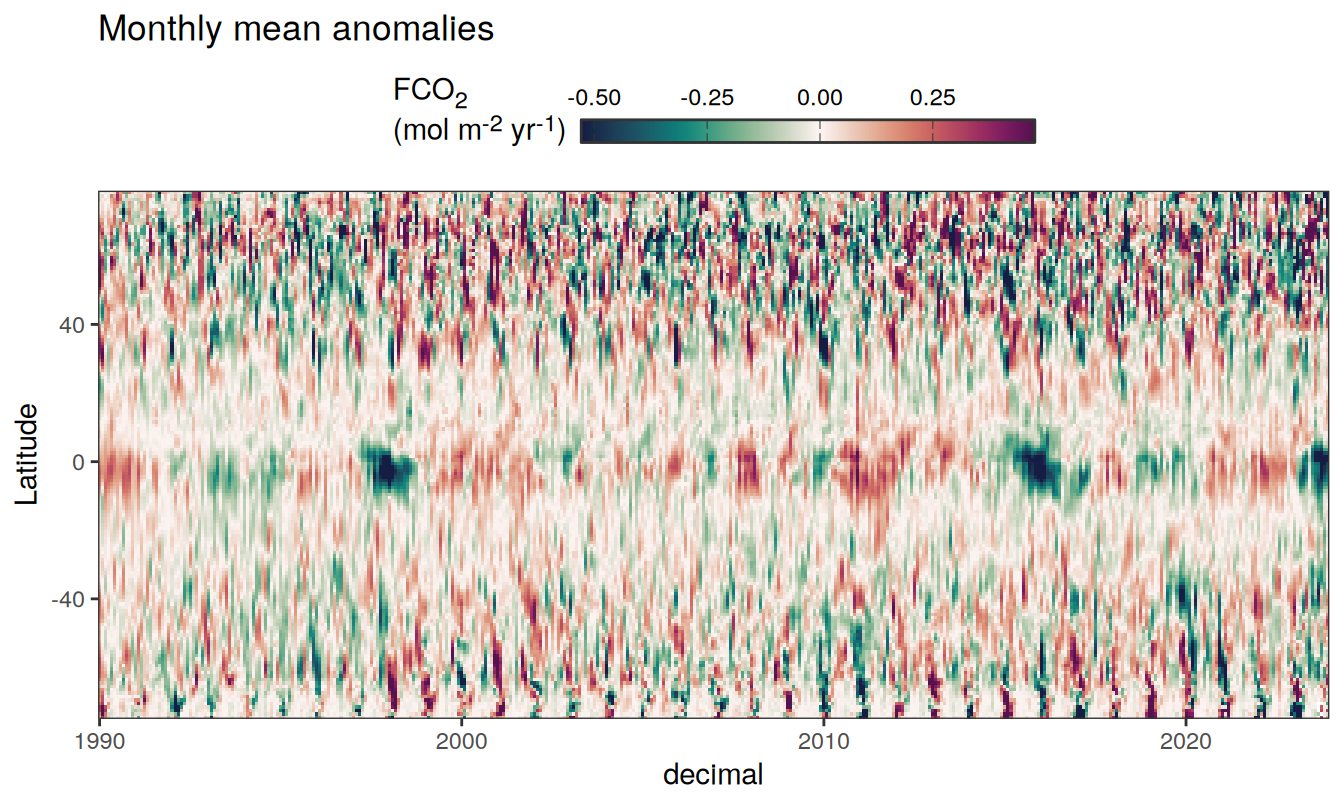 Monthly mean anomalies
FCO₂
(mol m⁻² yr⁻¹)
-0.50 -0.25 0.00 0.25
Latitude
40
0
-40
1990 2000 2010 2020
decimal